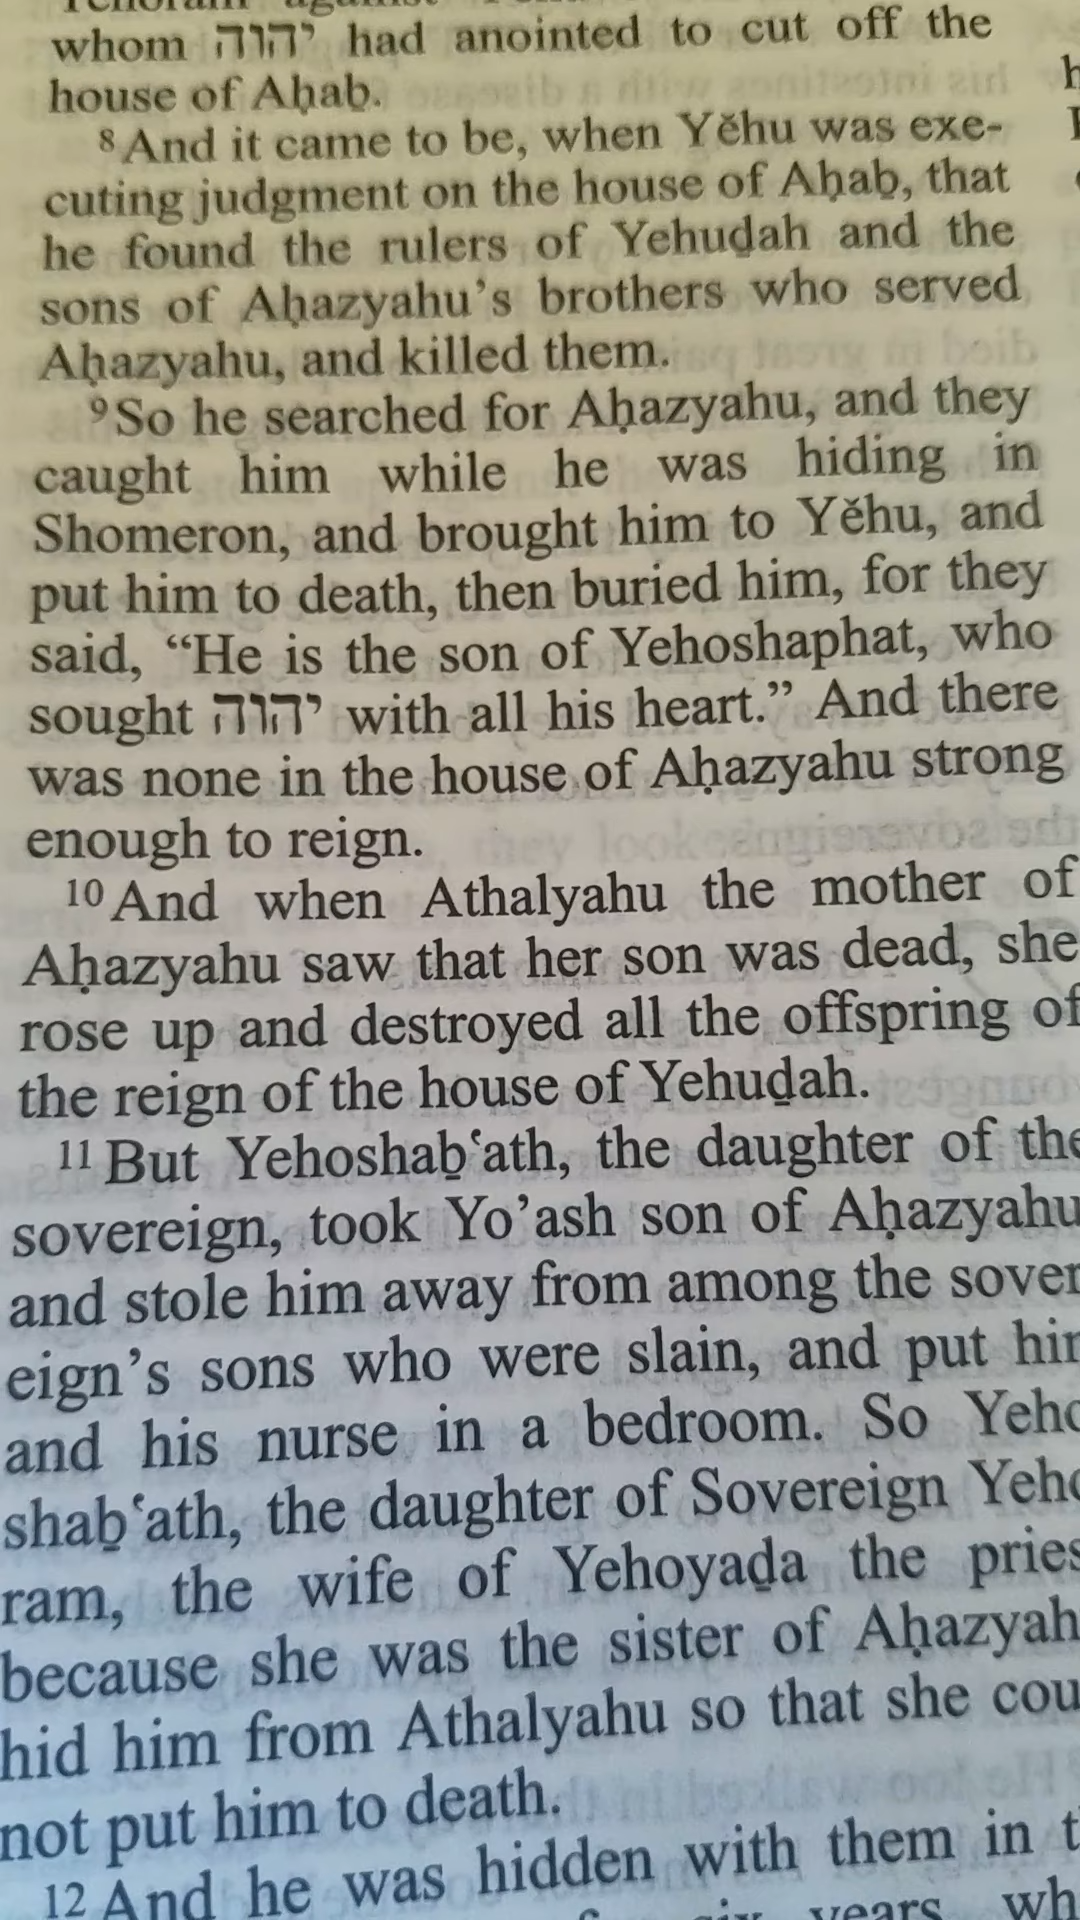 whom יהוה had anointed to cut off the
house of Aḥaḇ.
8 And it came to be, when Yĕhu was exe-
cuting judgment on the house of Aḥaḇ, that
he found the rulers of Yehuḏah and the
sons of Aḥazyahu’s brothers who served
Aḥazyahu, and killed them.
9 So he searched for Aḥazyahu, and they
caught him while he was hiding in
Shomeron, and brought him to Yĕhu, and
put him to death, then buried him, for they
said, “He is the son of Yehoshaphat, who
sought יהוה with all his heart.” And there
was none in the house of Aḥazyahu strong
enough to reign.
10 And when Athalyahu the mother of
Aḥazyahu saw that her son was dead, she
rose up and destroyed all the offspring of
the reign of the house of Yehuḏah.
11 But Yehoshaḇ‛ath, the daughter of the
sovereign, took Yo’ash son of Aḥazyahu
and stole him away from among the sover
eign’s sons who were slain, and put
and his nurse in a bedroom. So Yeho
shaḇ‛ath, the daughter of Sovereign Yeho
ram, the wife of Yehoyaḏa the pries
because she was the sister of Aḥazyah
hid him from Athalyahu so that she cou
not put him to death.
12 And he was hidden with them in
years